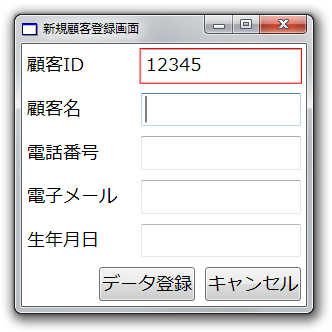 新規顧客登録画面
顧客ID 12345
顧客名
電話番号
電子メール
生年月日
データ登録 キャンセル